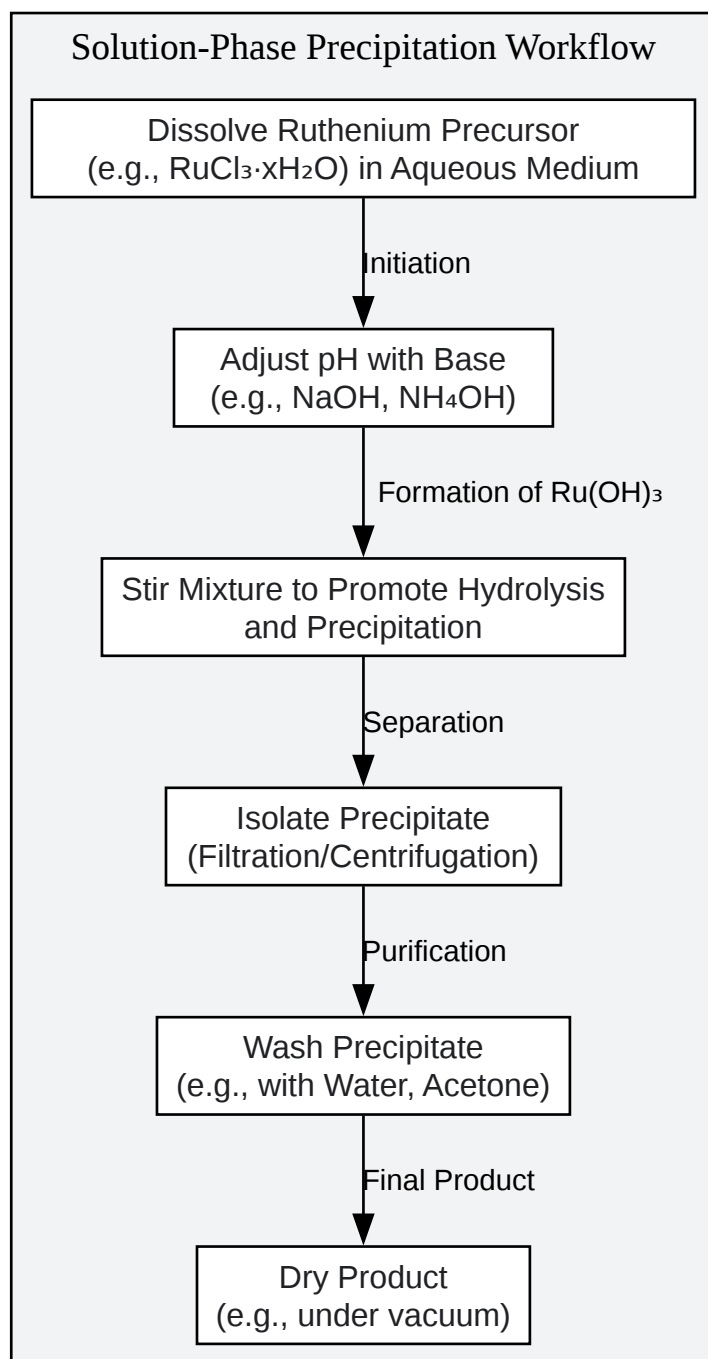 Solution-Phase Precipitation Workflow
Dissolve Ruthenium Precursor
(e.g., RuCl₃·xH₂O) in Aqueous Medium
Initiation
Adjust pH with Base
(e.g., NaOH, NH₄OH)
Formation of Ru(OH)₃
Stir Mixture to Promote Hydrolysis
and Precipitation
Separation
Isolate Precipitate
(Filtration/Centrifugation)
Purification
Wash Precipitate
(e.g., with Water, Acetone)
Final Product
Dry Product
(e.g., under vacuum)